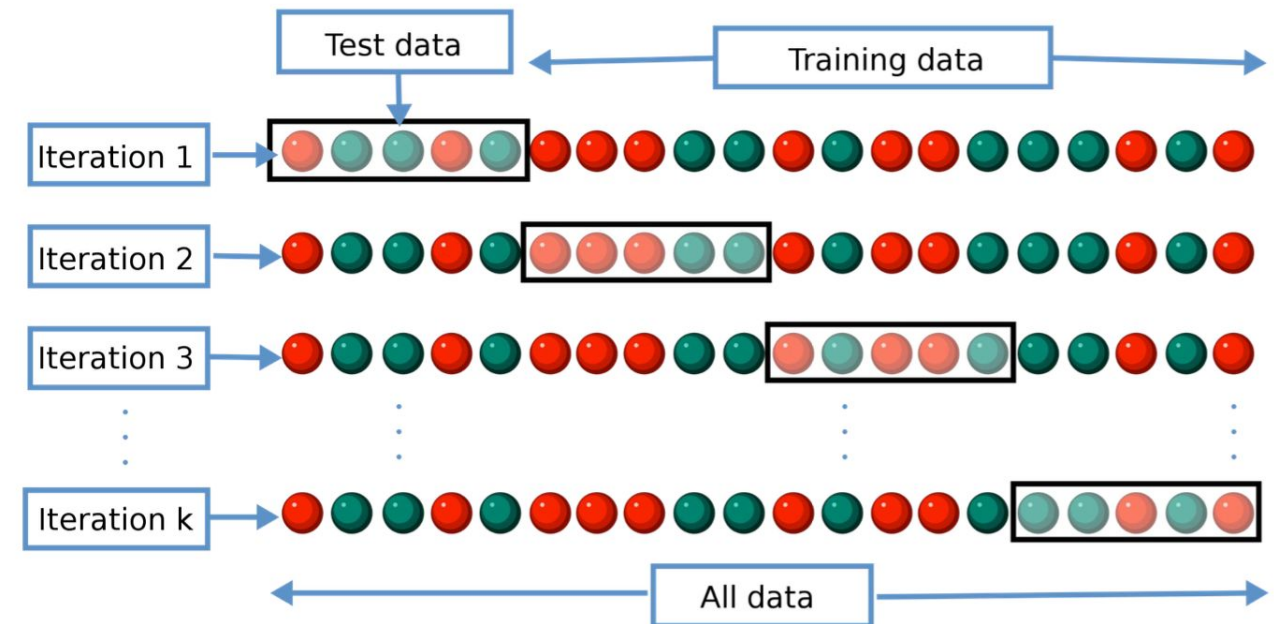 Test data
Training data
Iteration 1
Iteration 2
Iteration 3
Iteration k
All data